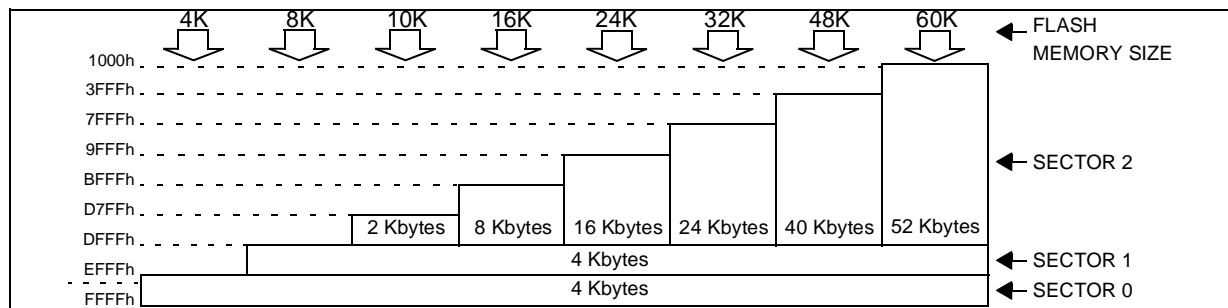 4K 8K 10K 16K 24K 32K 48K 60K
FLASH
MEMORY SIZE
1000h
3FFFh
7FFFh
9FFFh
SECTOR 2
BFFFh
D7FFh
2 Kbytes 8 Kbytes 16 Kbytes 24 Kbytes 40 Kbytes 52 Kbytes
DFFFh
4 Kbytes SECTOR 1
EFFFh
4 Kbytes SECTOR 0
FFFFh